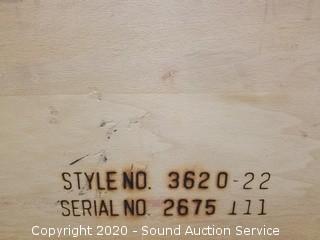 STYLE NO. 3620-22
SERIAL NO. 2675 111
Copyright 2020 - Sound Auction Service